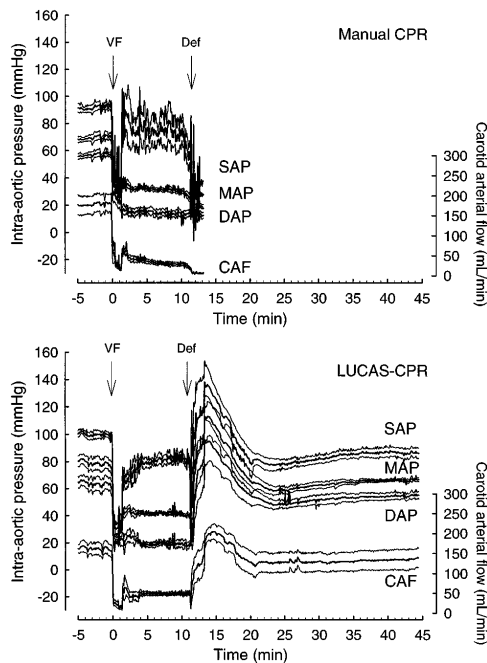 160
140
120
100
80
60
40
20
0
-20
Intra-aortic pressure (mmHg)
VF
Def
Manual CPR
SAP
MAP
DAP
CAF
300
250
200
150
100
50
0
Carotid arterial flow (mL/min)
-5 0 5 10 15 20 25 30 35 40 45
Time (min)
160
140
120
100
80
60
40
20
0
-20
Intra-aortic pressure (mmHg)
VF
Def
LUCAS-CPR
SAP
MAP
DAP
CAF
300
250
200
150
100
50
0
Carotid arterial flow (mL/min)
-5 0 5 10 15 20 25 30 35 40 45
Time (min)